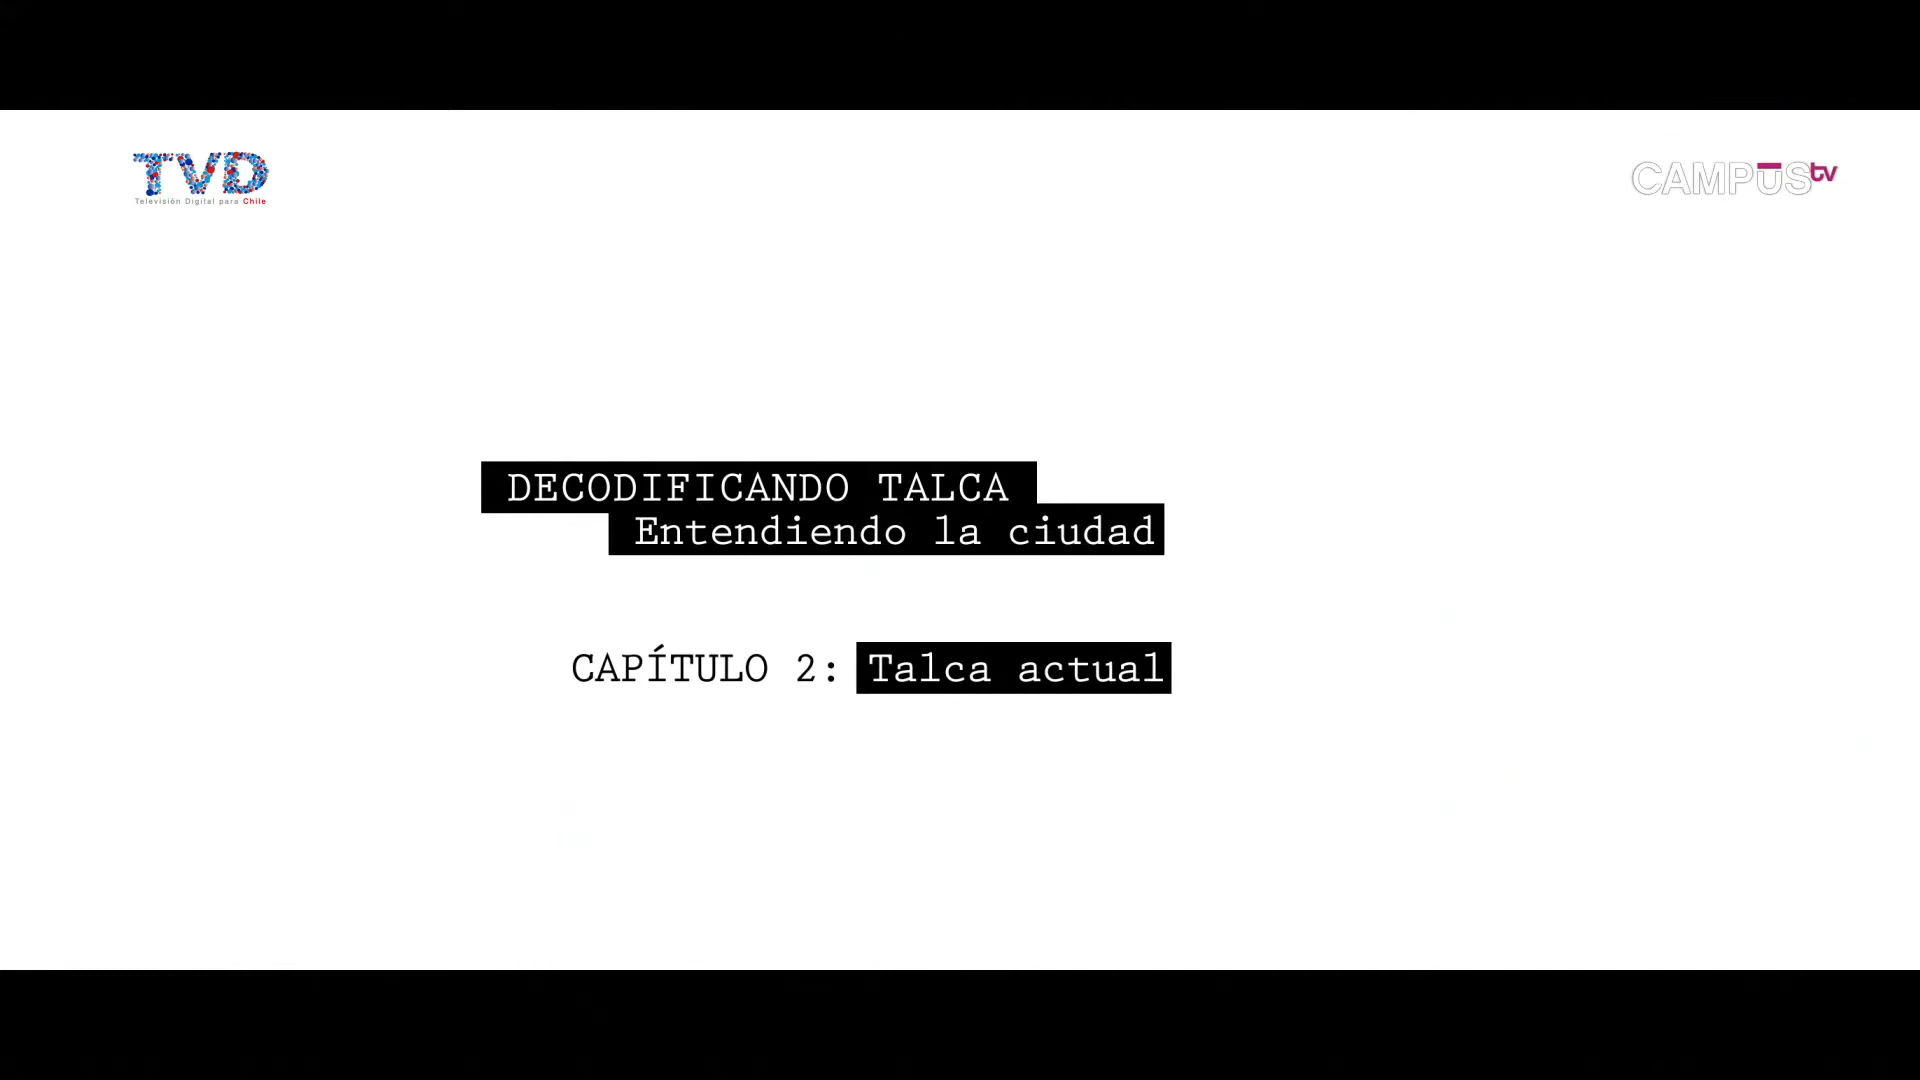 TVD
Televisión Digital para Chile
CAMPUStv
DECODIFICANDO TALCA
Entendiendo la ciudad
CAPÍTULO 2: Talca actual